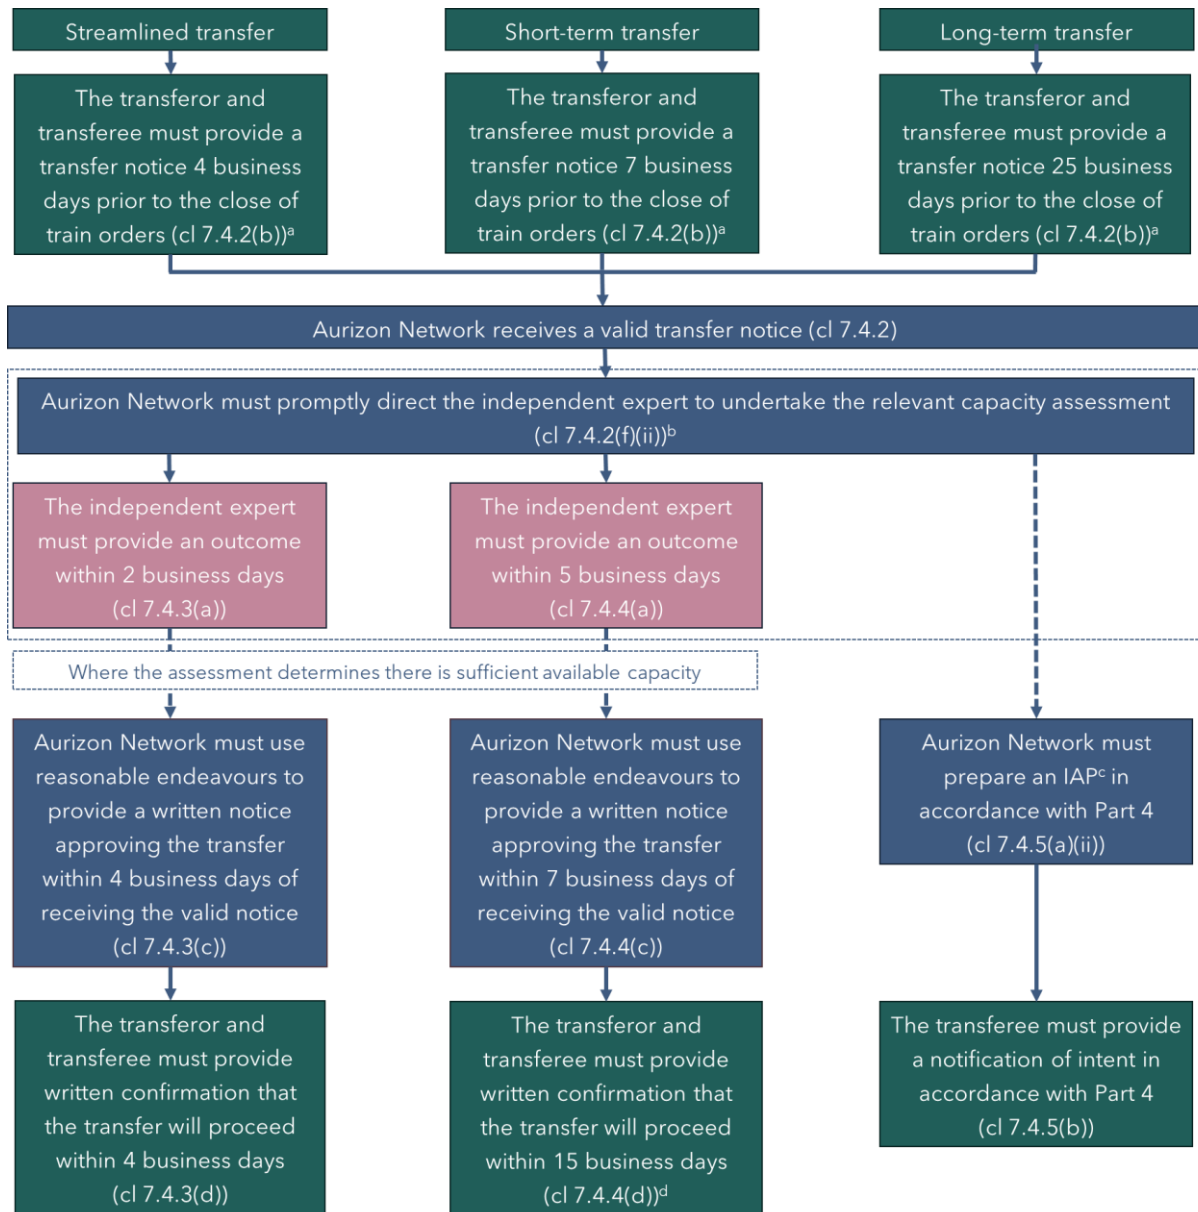 Streamlined transfer
Short-term transfer
Long-term transfer
The transferor and
transferee must provide a
transfer notice 4 business
days prior to the close of
train orders (cl 7.4.2(b))ᵃ
The transferor and
transferee must provide a
transfer notice 7 business
days prior to the close of
train orders (cl 7.4.2(b))ᵃ
The transferor and
transferee must provide a
transfer notice 25 business
days prior to the close of
train orders (cl 7.4.2(b))ᵃ
Aurizon Network receives a valid transfer notice (cl 7.4.2)
Aurizon Network must promptly direct the independent expert to undertake the relevant capacity assessment
(cl 7.4.2(f)(ii))ᵇ
The independent expert
must provide an outcome
within 2 business days
(cl 7.4.3(a))
The independent expert
must provide an outcome
within 5 business days
(cl 7.4.4(a))
Where the assessment determines there is sufficient available capacity
Aurizon Network must use
reasonable endeavours to
provide a written notice
approving the transfer
within 4 business days of
receiving the valid notice
(cl 7.4.3(c))
Aurizon Network must use
reasonable endeavours to
provide a written notice
approving the transfer
within 7 business days of
receiving the valid notice
(cl 7.4.4(c))
Aurizon Network must
prepare an IAPᶜ in
accordance with Part 4
(cl 7.4.5(a)(ii))
The transferor and
transferee must provide
written confirmation that
the transfer will proceed
within 4 business days
(cl 7.4.3(d))
The transferor and
transferee must provide
written confirmation that
the transfer will proceed
within 15 business days
(cl 7.4.4(d))ᵈ
The transferee must provide
a notification of intent in
accordance with Part 4
(cl 7.4.5(b))